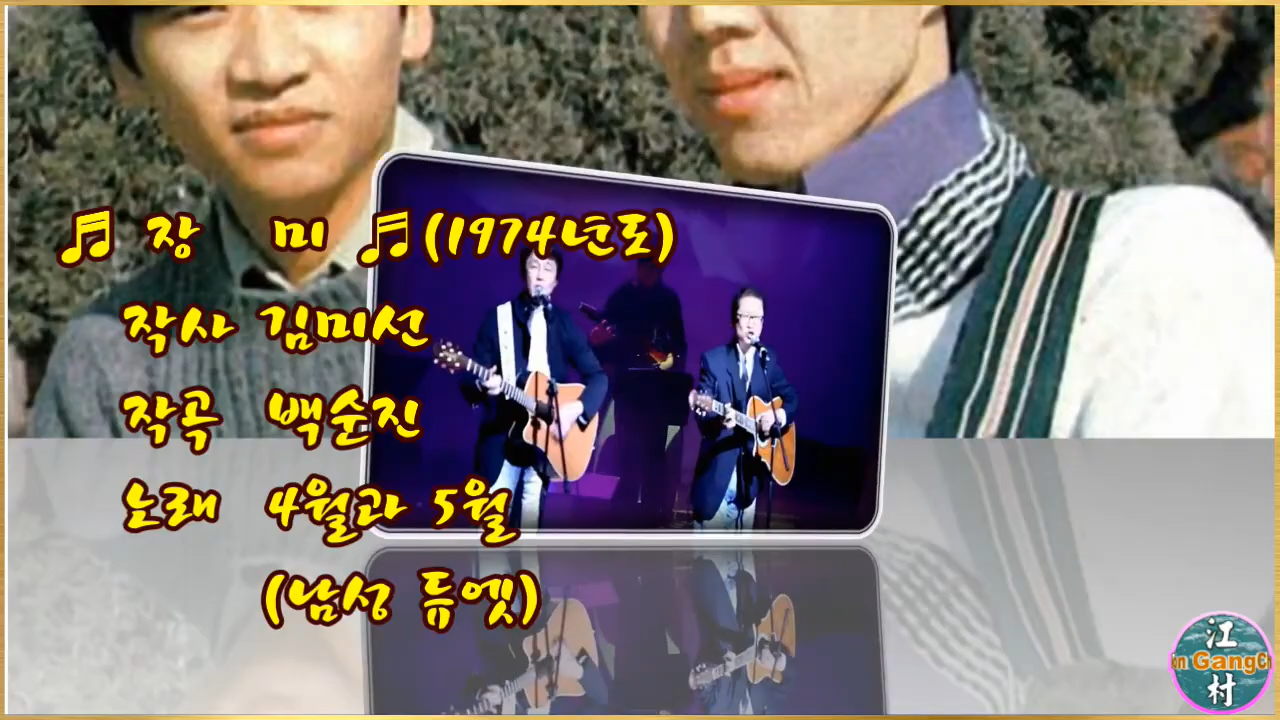 ♬ 장 미 ♬(1974년도)
작사 김미선
작곡 백순진
노래 4월과 5월
(남성 듀엣)
江
GangC
村